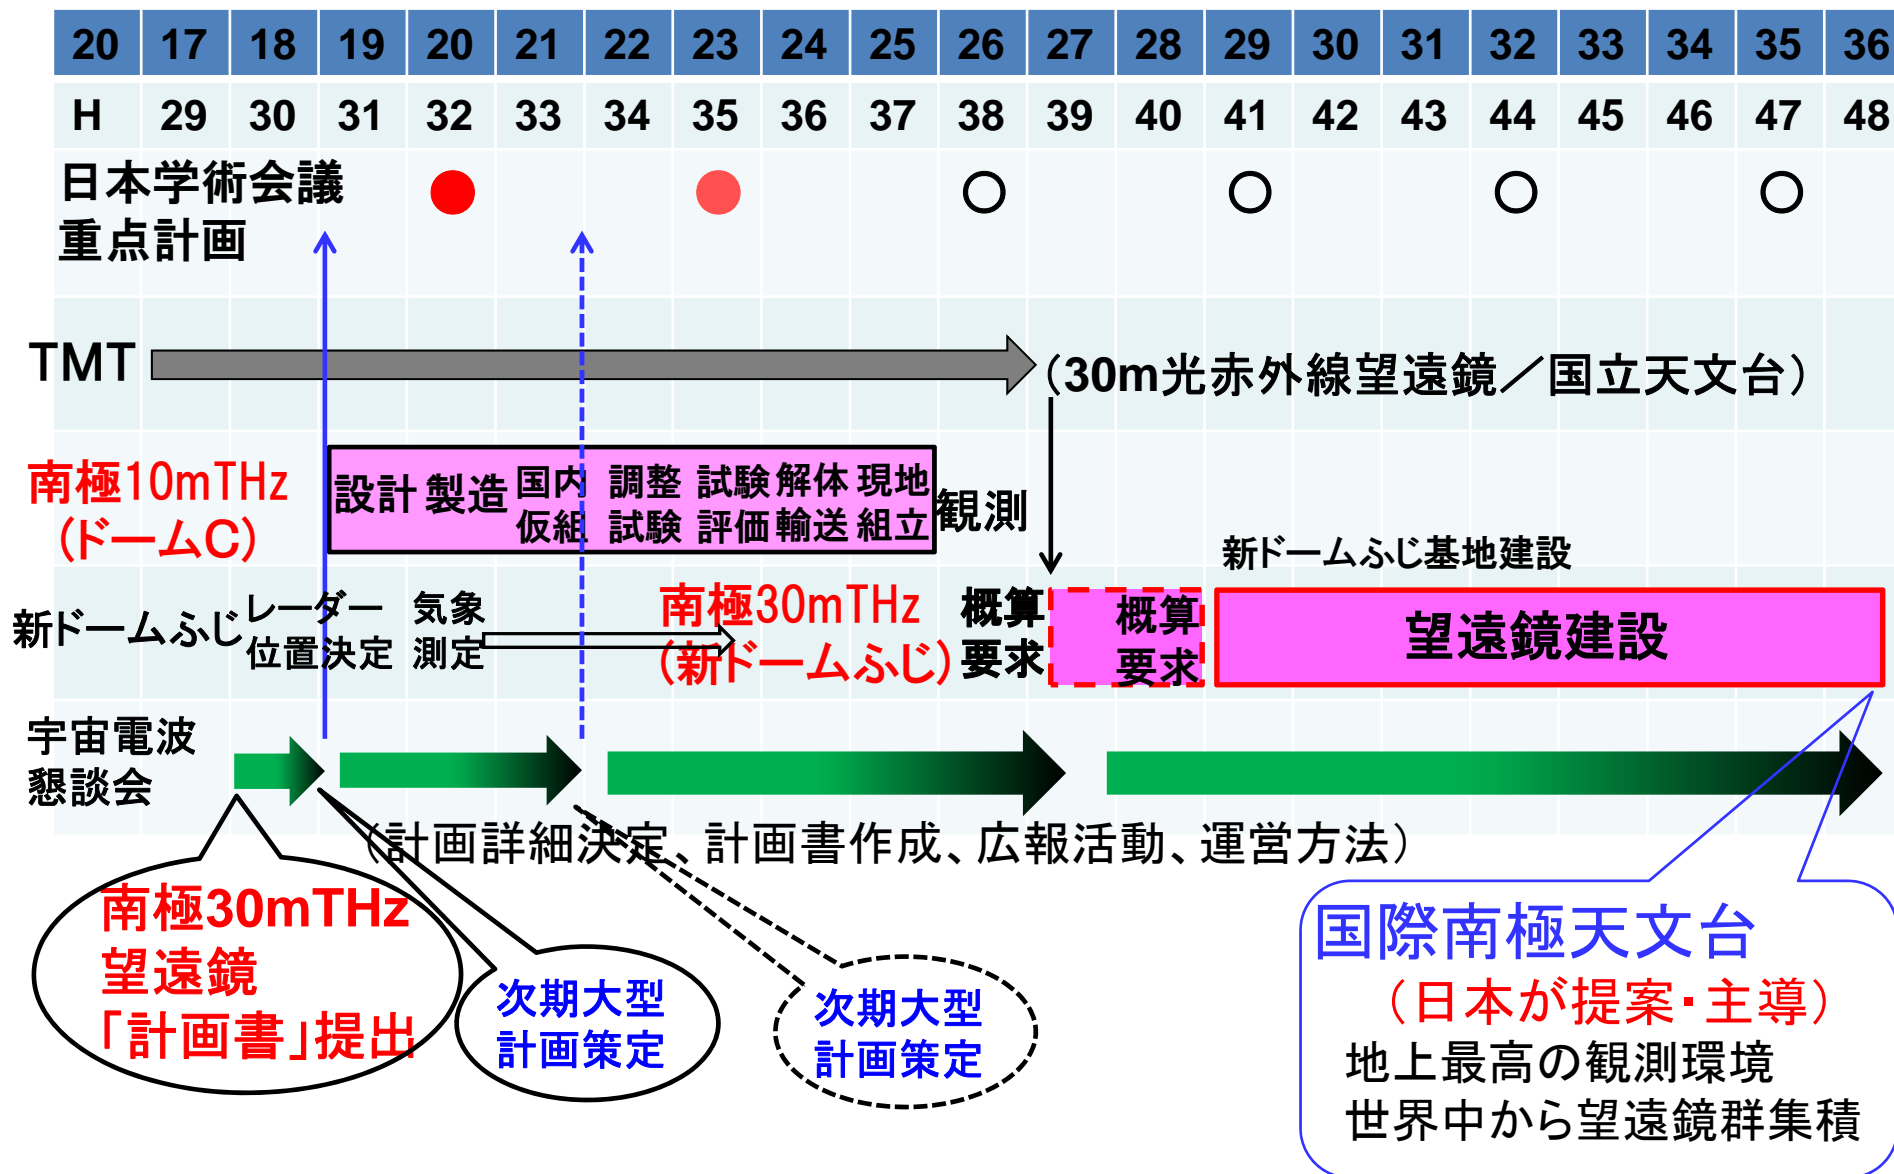 20 17 18 19 20 21 22 23 24 25 26 27 28 29 30 31 32 33 34 35 36
H 29 30 31 32 33 34 35 36 37 38 39 40 41 42 43 44 45 46 47 48
日本学術会議
重点計画
TMT
(30m光赤外線望遠鏡／国立天文台)
南極10mTHz
(ドームC)
設計 製造
国内
仮組
調整
試験
試験
評価
解体
輸送
現地
組立
観測
新ドームふじ基地建設
新ドームふじ
レーダー
位置決定
気象
測定
南極30mTHz
(新ドームふじ)
概算
要求
概算
要求
望遠鏡建設
宇宙電波
懇談会
(計画詳細決定、計画書作成、広報活動、運営方法)
南極30mTHz
望遠鏡
「計画書」提出
次期大型
計画策定
次期大型
計画策定
国際南極天文台
(日本が提案・主導)
地上最高の観測環境
世界中から望遠鏡群集積